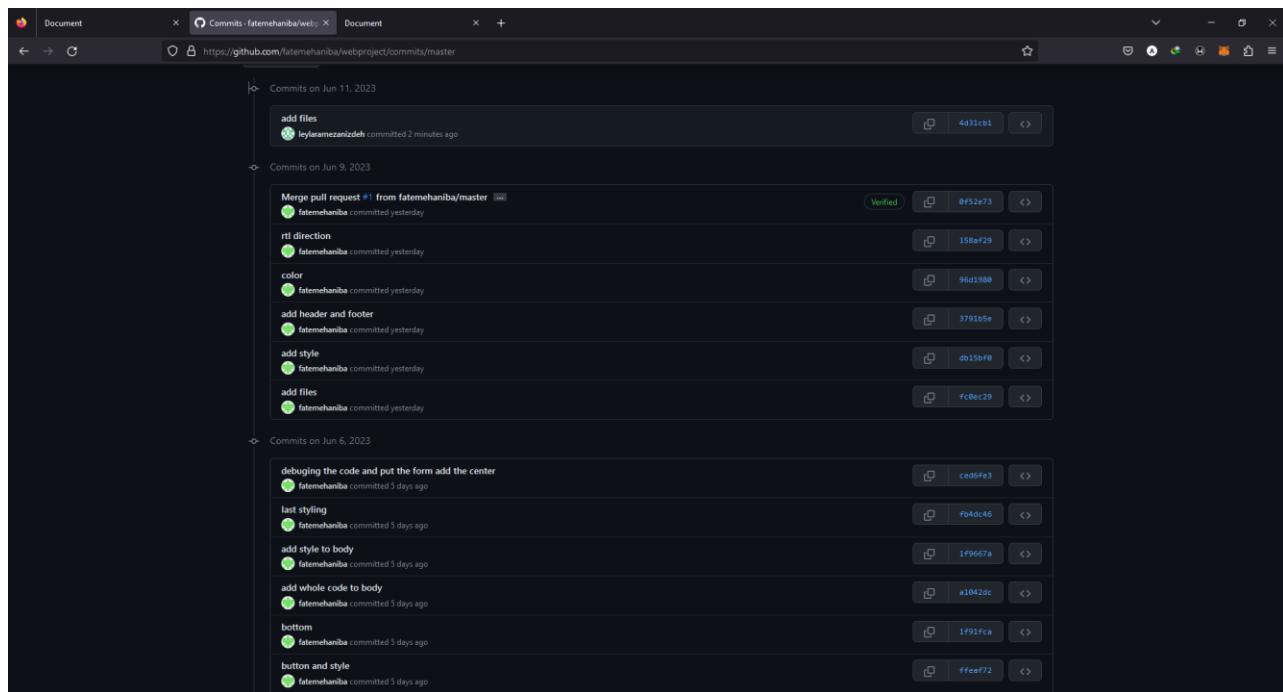 Document
Commits · fatemehaniba/webp
Document
https://github.com/fatemehaniba/webproject/commits/master
Commits on Jun 11, 2023
add files
leylaramezanizdeh committed 2 minutes ago
4d31cb1
Commits on Jun 9, 2023
Merge pull request #1 from fatemehaniba/master ...
fatemehaniba committed yesterday
Verified
0f52e73
rtl direction
fatemehaniba committed yesterday
158af29
color
fatemehaniba committed yesterday
96d1980
add header and footer
fatemehaniba committed yesterday
3791b5e
add style
fatemehaniba committed yesterday
db15bf0
add files
fatemehaniba committed yesterday
fc0ec29
Commits on Jun 6, 2023
debuging the code and put the form add the center
fatemehaniba committed 5 days ago
ced6fe3
last styling
fatemehaniba committed 5 days ago
fb4dc46
add style to body
fatemehaniba committed 5 days ago
1f9667a
add whole code to body
fatemehaniba committed 5 days ago
a1042dc
bottom
fatemehaniba committed 5 days ago
1f91fca
button and style
fatemehaniba committed 5 days ago
ffeaf72